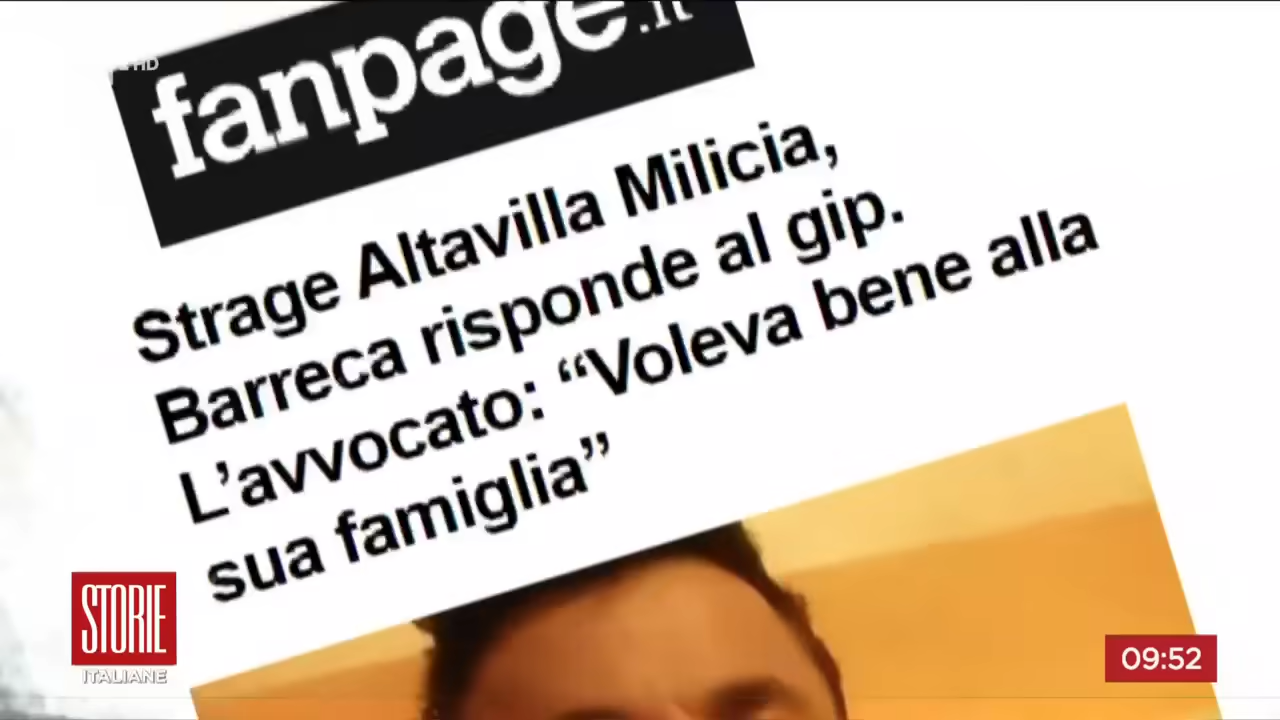 HD
fanpage.it
Strage Altavilla Milicia,
Barreca risponde al gip.
L’avvocato: “Voleva bene alla
sua famiglia”
STORIE
ITALIANE
09:52